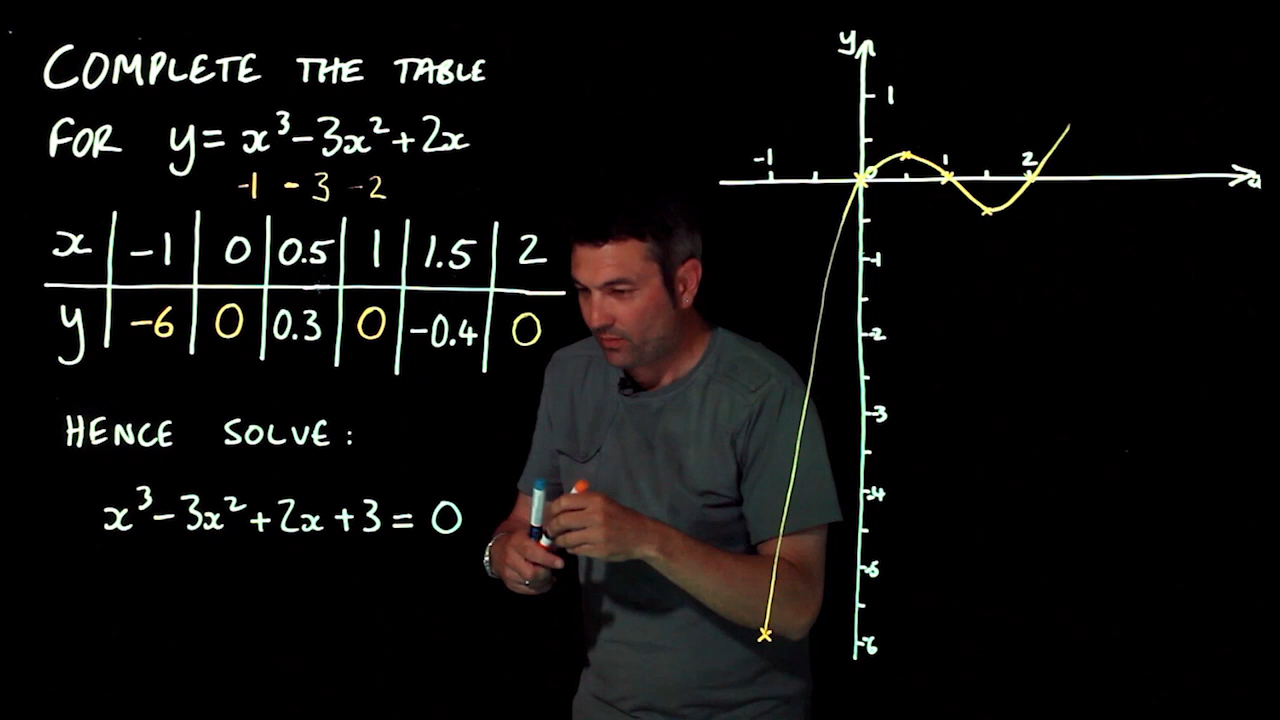 COMPLETE THE TABLE
FOR y = x³ - 3x² + 2x
-1 - 3 - 2
x | -1 | 0 | 0.5 | 1 | 1.5 | 2
y | -6 | 0 | 0.3 | 0 | -0.4 | 0
HENCE SOLVE:
x³ - 3x² + 2x + 3 = 0
y
1
-1 0 1 2
-1
-2
-3
-4
-5
-6